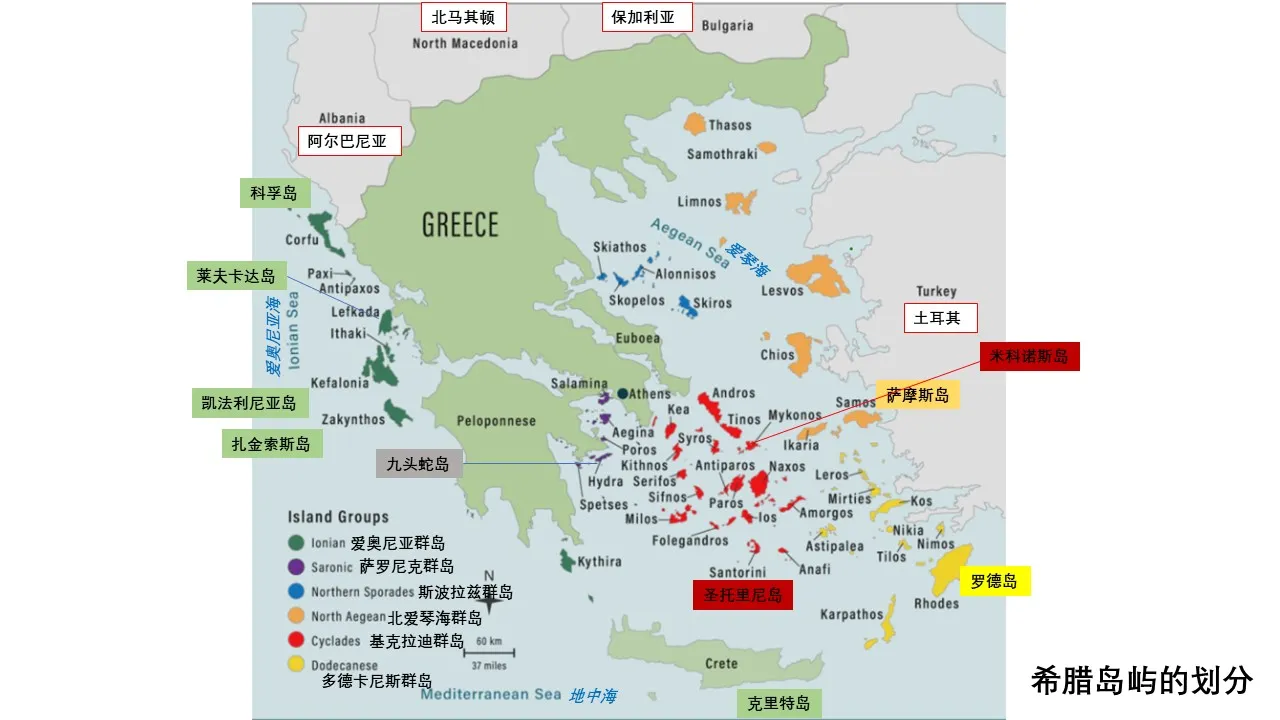 北马其顿
保加利亚
Bulgaria
North Macedonia
Albania
阿尔巴尼亚
Thasos
Samothraki
科孚岛
Limnos
GREECE
Corfu
Aegean Sea
爱琴海
Skiathos
莱夫卡达岛
Paxi
Antipaxos
Alonnisos
Lesvos
Turkey
Skopelos
Skiros
Lefkada
土耳其
爱奥尼亚海
Ionian Sea
Ithaki
Euboea
Chios
米科诺斯岛
Kefalonia
Salamina
Athens
Andros
萨摩斯岛
凯法利尼亚岛
Kea
Samos
Zakynthos
Peloponnese
Tinos
Mykonos
扎金索斯岛
Aegina
Syros
Ikaria
Poros
九头蛇岛
Kithnos
Antiparos
Naxos
Hydra
Serifos
Leros
Sifnos
Mirties
Spetses
Paros
Kos
Island Groups
Milos
Ios
Amorgos
Nikia
Ionian 爱奥尼亚群岛
Folegandros
Astipalea
Nimos
Kythira
Tilos
Saronic 萨罗尼克群岛
Santorini
Anafi
N
罗德岛
Northern Sporades 斯波拉兹群岛
圣托里尼岛
Rhodes
North Aegean 北爱琴海群岛
Karpathos
Cyclades 基克拉迪群岛
60 km
37 miles
Dodecanese
多德卡尼斯群岛
Crete
希腊岛屿的划分
Mediterranean Sea 地中海
克里特岛